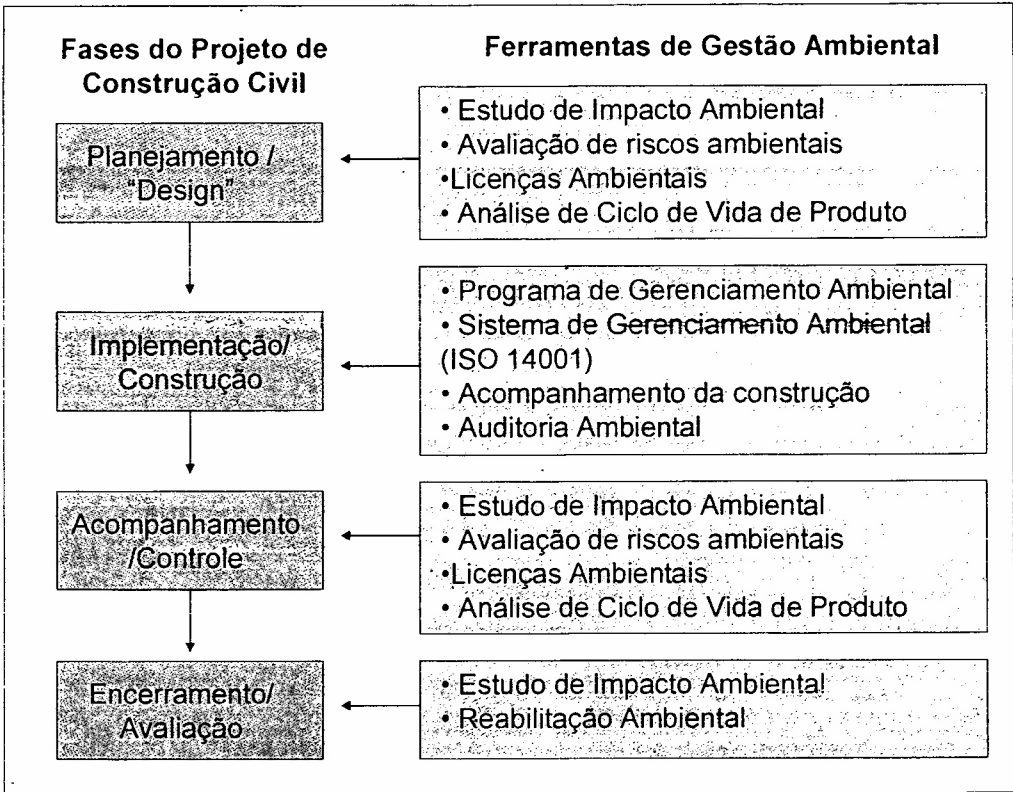 Fases do Projeto de
Construção Civil
Ferramentas de Gestão Ambiental
Planejamento /
“Design”
• Estudo de Impacto Ambiental
• Avaliação de riscos ambientais
•Licenças Ambientais
• Análise de Ciclo de Vida de Produto
Implementação/
Construção
• Programa de Gerenciamento Ambiental
• Sistema de Gerenciamento Ambiental
(ISO 14001)
• Acompanhamento da construção
• Auditoria Ambiental
Acompanhamento
/Controle
• Estudo de Impacto Ambiental
• Avaliação de riscos ambientais
•Licenças Ambientais
• Análise de Ciclo de Vida de Produto
Encerramento/
Avaliação
• Estudo de Impacto Ambiental
• Reabilitação Ambiental